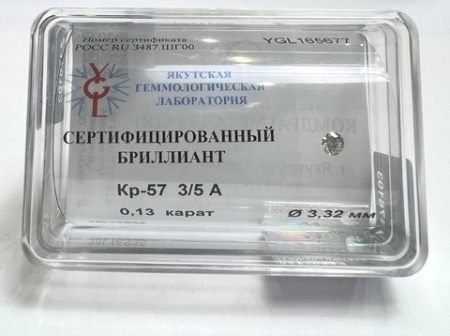 Номер сертификата
РОСС RU 3487 ШГ00
YGL165677
YGL
ЯКУТСКАЯ
ГЕММОЛОГИЧЕСКАЯ
ЛАБОРАТОРИЯ
СЕРТИФИЦИРОВАННЫЙ
БРИЛЛИАНТ
Кр-57 3/5 А
0,13 карат
Ø 3,32 мм